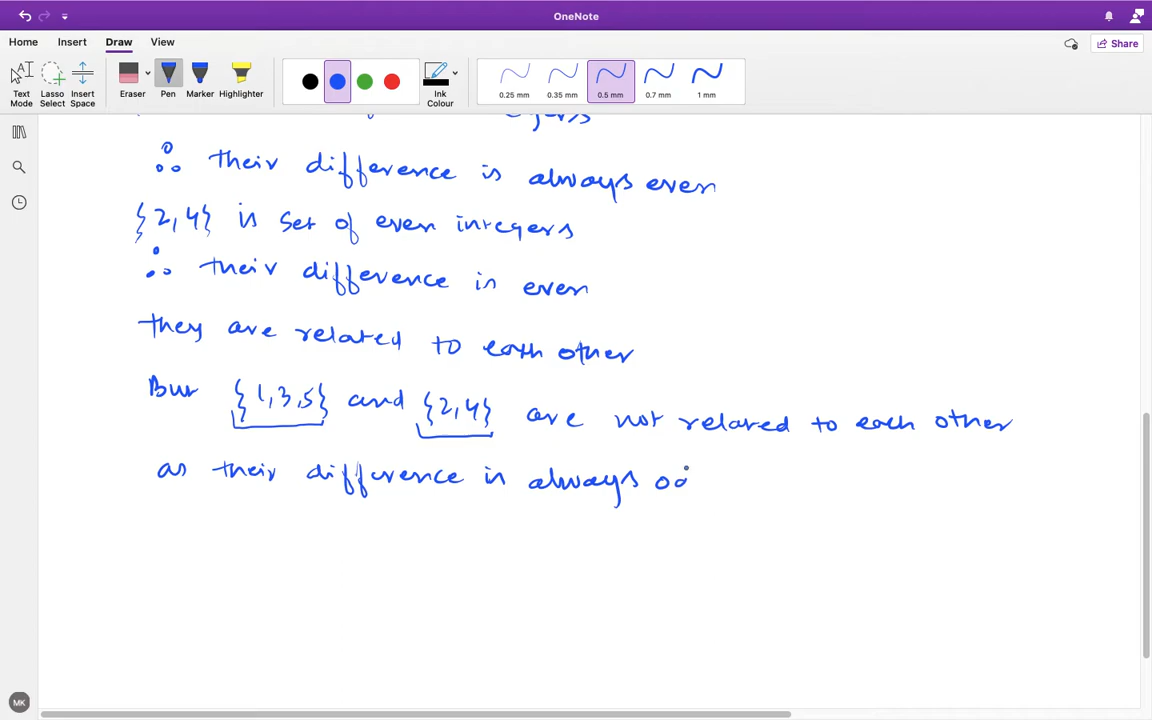 OneNote
Home Insert Draw View Share
Text Mode Lasso Select Insert Space Eraser Pen Marker Highlighter Ink Colour 0.25 mm 0.35 mm 0.5 mm 0.7 mm 1 mm
∴ their difference is always even
{2,4} is set of even integers
∴ their difference is even
they are related to each other
But {1,3,5} and {2,4} are not related to each other
as their difference is always
MK